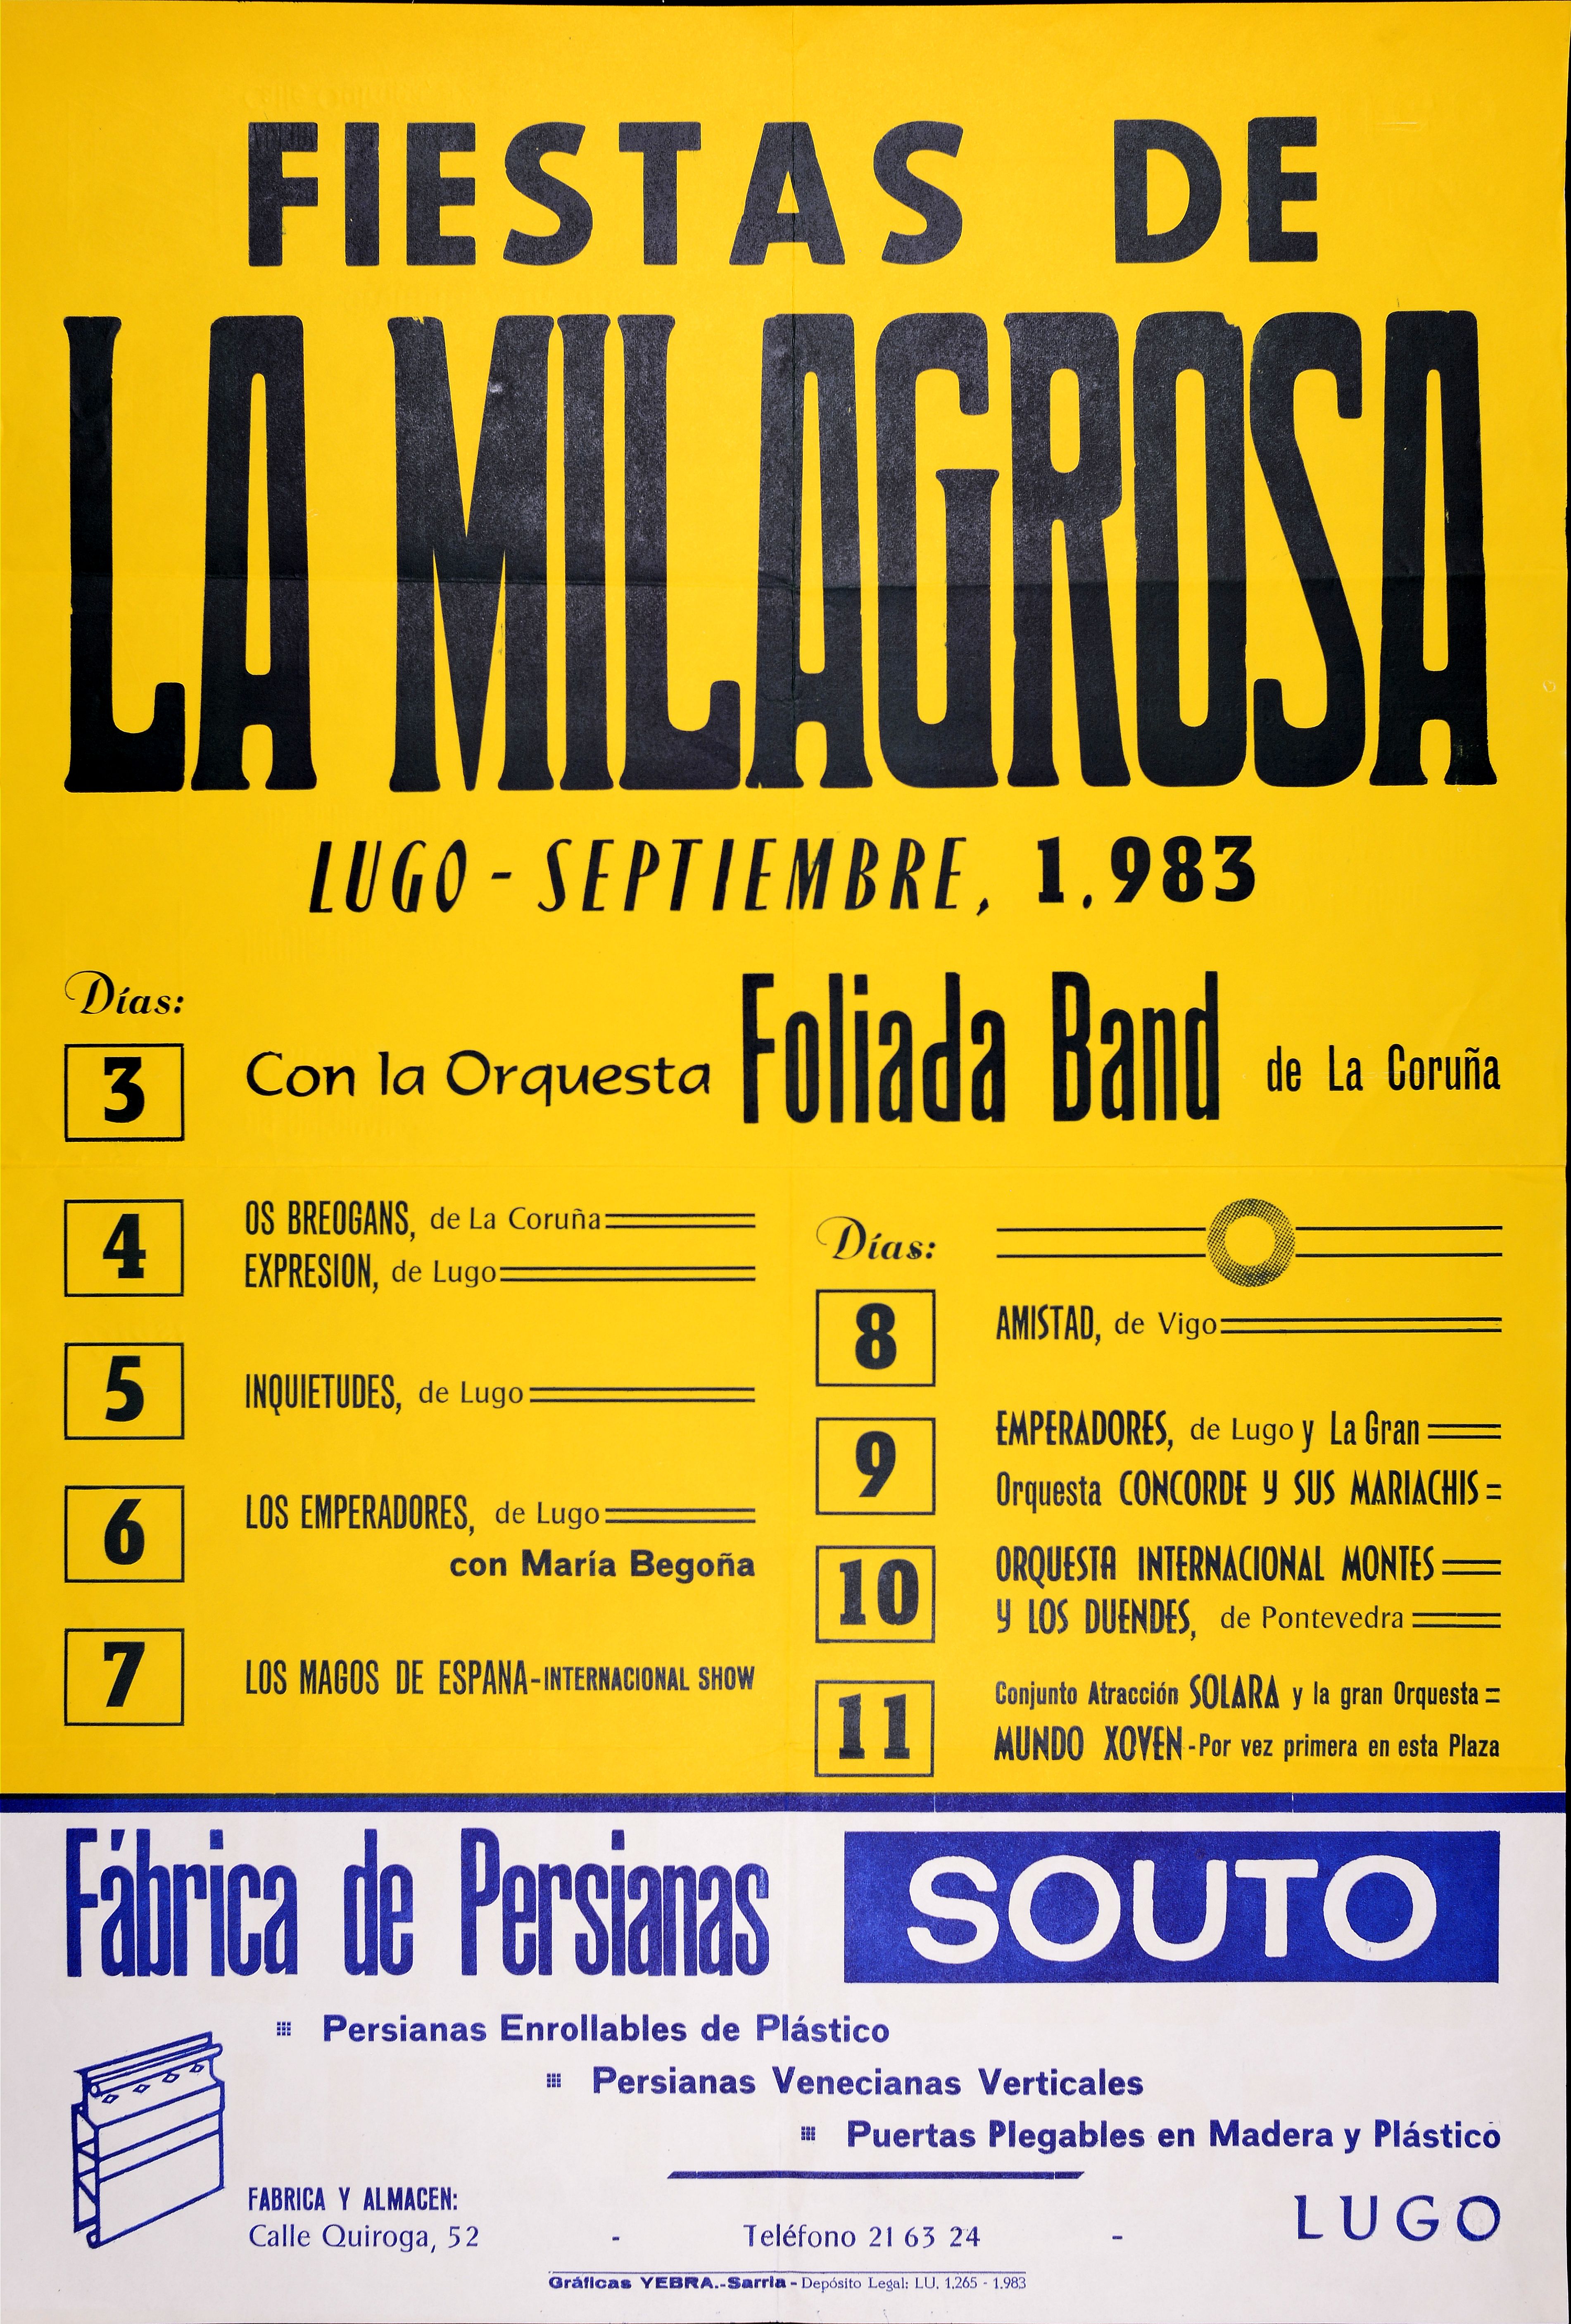 FIESTAS DE
LA MILAGROSA
LUGO - SEPTIEMBRE, 1.983
Días:
3 Con la Orquesta Foliada Band de La Coruña
4 OS BREOGANS, de La Coruña
EXPRESION, de Lugo
5 INQUIETUDES, de Lugo
6 LOS EMPERADORES, de Lugo
con María Begoña
7 LOS MAGOS DE ESPANA-INTERNACIONAL SHOW
Días:
8 AMISTAD, de Vigo
9 EMPERADORES, de Lugo y La Gran
Orquesta CONCORDE Y SUS MARIACHIS
10 ORQUESTA INTERNACIONAL MONTES
Y LOS DUENDES, de Pontevedra
11 Conjunto Atracción SOLARA y la gran Orquesta
MUNDO XOVEN-Por vez primera en esta Plaza
Fábrica de Persianas SOUTO
Persianas Enrollables de Plástico
Persianas Venecianas Verticales
Puertas Plegables en Madera y Plástico
FABRICA Y ALMACEN:
Calle Quiroga, 52 - Teléfono 21 63 24 - LUGO
Gráficas YEBRA.-Sarria - Depósito Legal: LU, 1,265 - 1.983